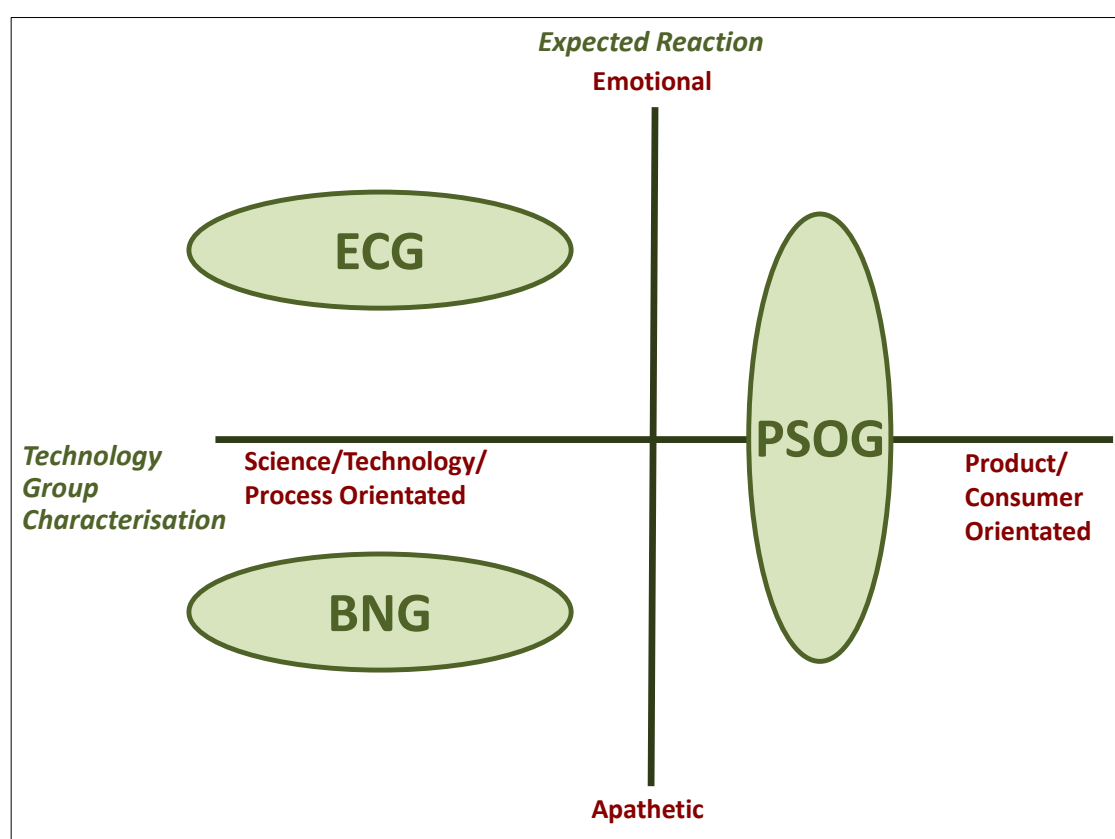 Expected Reaction
Emotional
ECG
PSOG
Technology
Group
Characterisation
Science/Technology/
Process Orientated
Product/
Consumer
Orientated
BNG
Apathetic